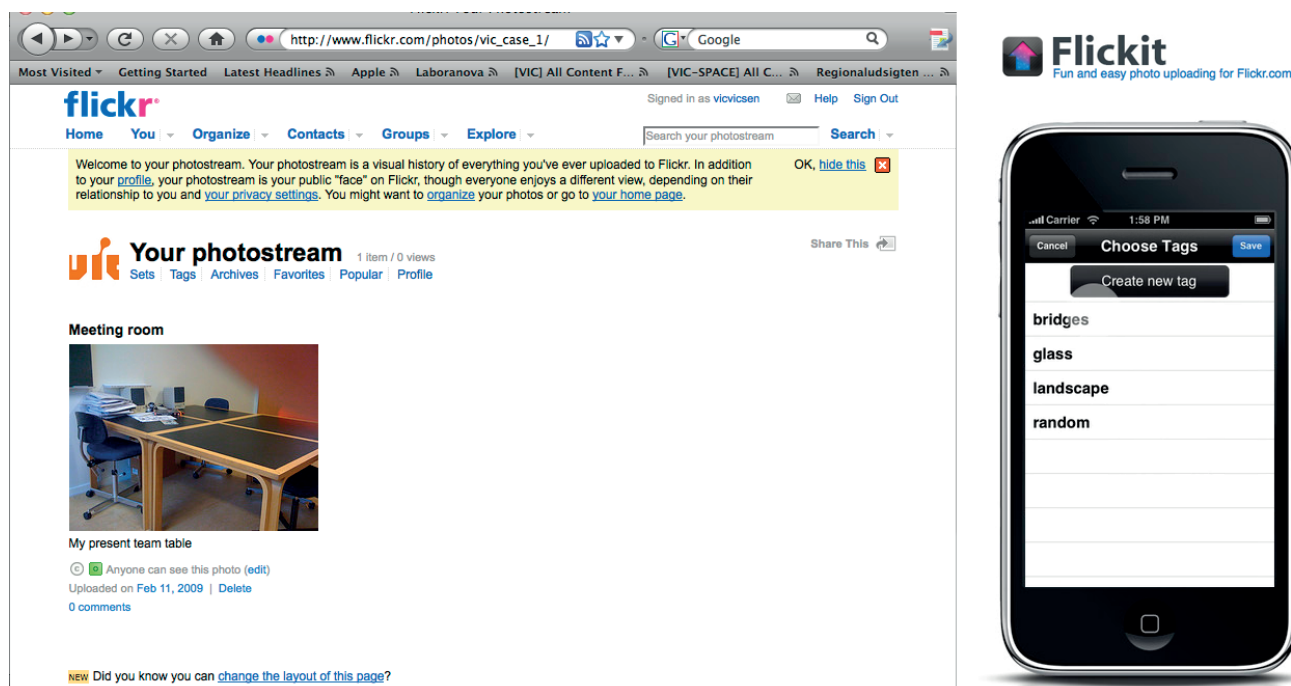 http://www.flickr.com/photos/vic_case_1/
Google
Most Visited Getting Started Latest Headlines Apple Laboranova [VIC] All Content F... [VIC-SPACE] All C... Regionaludsigten ...
flickr
Signed in as vicvicsen Help Sign Out
Home You Organize Contacts Groups Explore
Search your photostream Search
Welcome to your photostream. Your photostream is a visual history of everything you've ever uploaded to Flickr. In addition
to your profile, your photostream is your public "face" on Flickr, though everyone enjoys a different view, depending on their
relationship to you and your privacy settings. You might want to organize your photos or go to your home page.
OK, hide this
vic
Your photostream 1 item / 0 views
Sets Tags Archives Favorites Popular Profile
Share This
Meeting room
My present team table
Anyone can see this photo (edit)
Uploaded on Feb 11, 2009 | Delete
0 comments
NEW Did you know you can change the layout of this page?
Flickit
Fun and easy photo uploading for Flickr.com
Carrier 1:58 PM
Cancel Choose Tags Save
Create new tag
bridges
glass
landscape
random